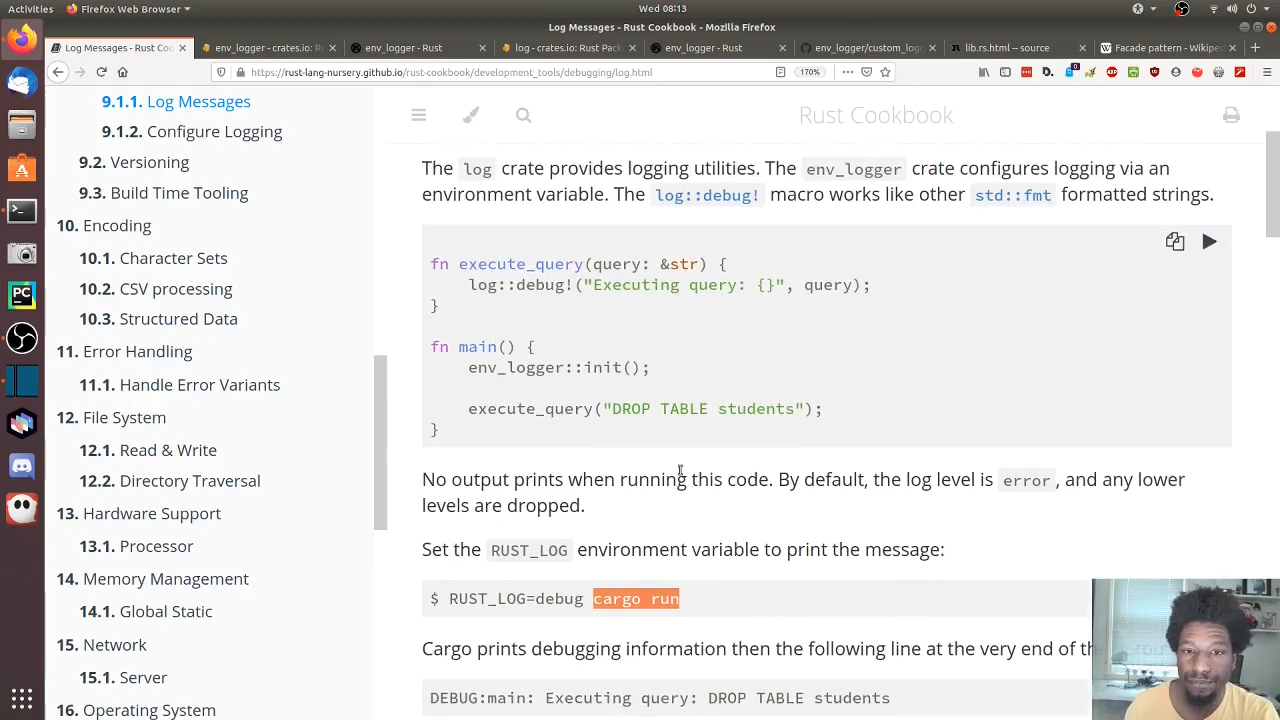 Activities
Firefox Web Browser
Wed 08:13
Log Messages - Rust Cookbook - Mozilla Firefox
Log Messages - Rust Co
env_logger - crates.io: R
env_logger - Rust
log - crates.io: Rust Pack
env_logger - Rust
env_logger/custom_log
lib.rs.html -- source
Facade pattern - Wikipe
https://rust-lang-nursery.github.io/rust-cookbook/development_tools/debugging/log.html
170%
9.1.1. Log Messages
9.1.2. Configure Logging
9.2. Versioning
9.3. Build Time Tooling
10. Encoding
10.1. Character Sets
10.2. CSV processing
10.3. Structured Data
11. Error Handling
11.1. Handle Error Variants
12. File System
12.1. Read & Write
12.2. Directory Traversal
13. Hardware Support
13.1. Processor
14. Memory Management
14.1. Global Static
15. Network
15.1. Server
16. Operating System
Rust Cookbook
The log crate provides logging utilities. The env_logger crate configures logging via an
environment variable. The log::debug! macro works like other std::fmt formatted strings.
fn execute_query(query: &str) {
log::debug!("Executing query: {}", query);
}
fn main() {
env_logger::init();
execute_query("DROP TABLE students");
}
No output prints when running this code. By default, the log level is error, and any lower
levels are dropped.
Set the RUST_LOG environment variable to print the message:
$ RUST_LOG=debug cargo run
Cargo prints debugging information then the following line at the very end of the
DEBUG:main: Executing query: DROP TABLE students